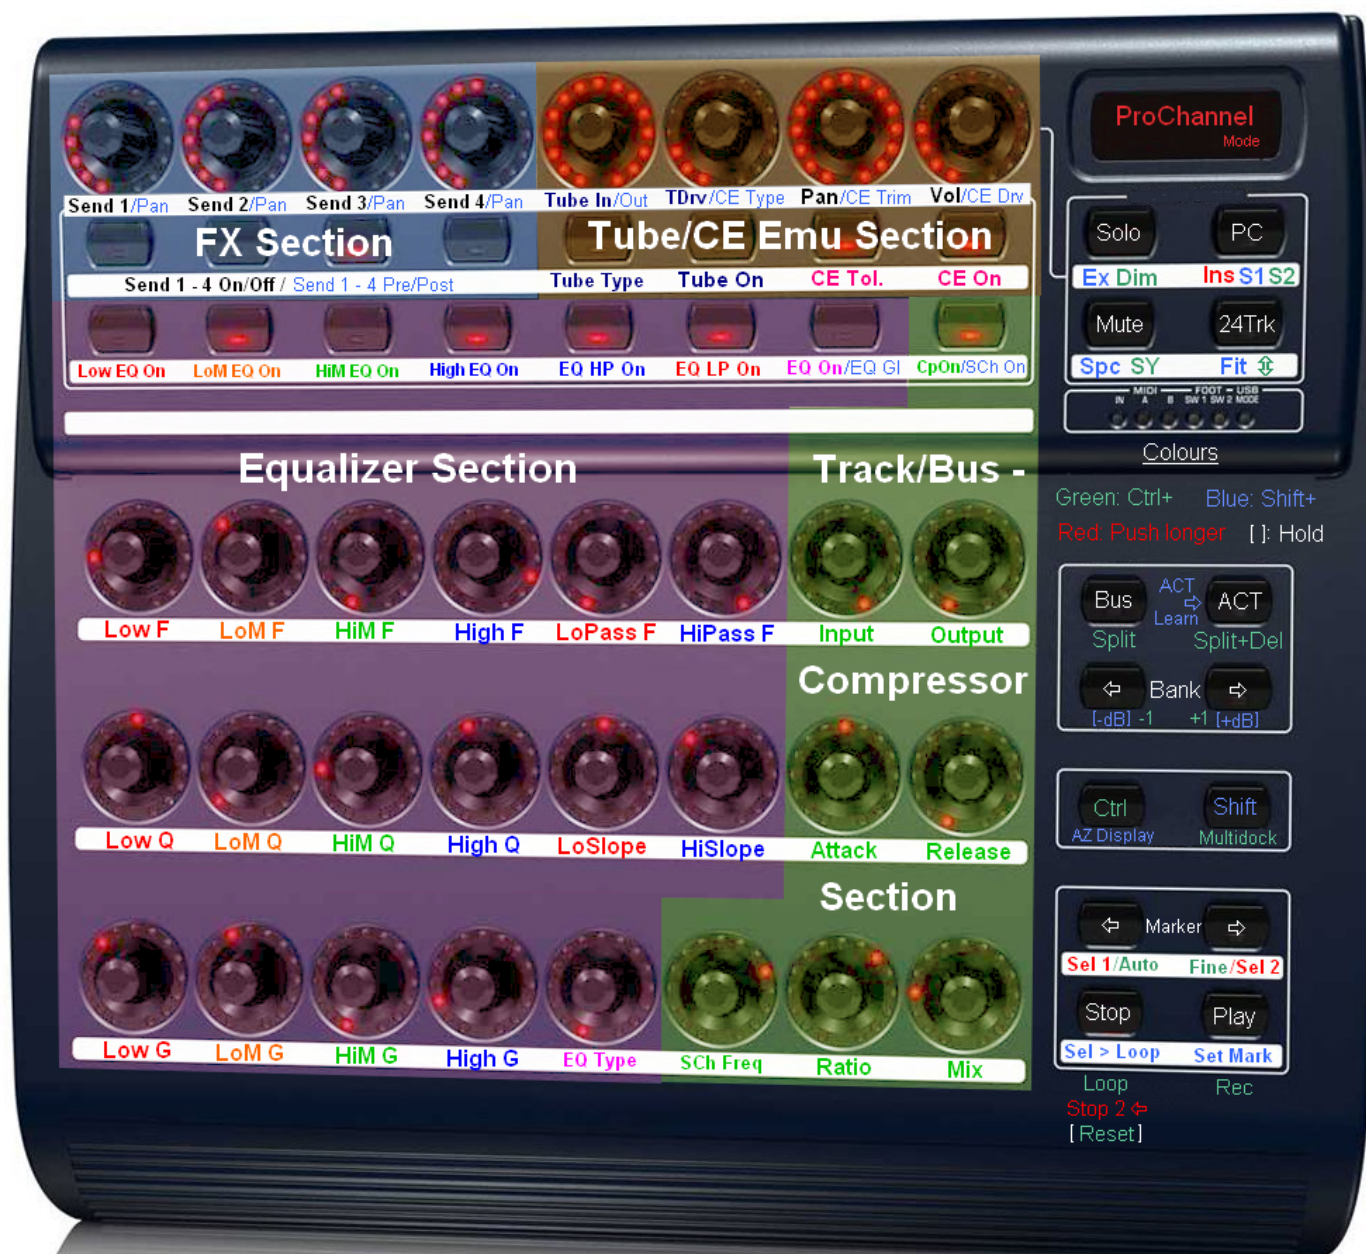 ProChannel
Mode
Send 1/Pan Send 2/Pan Send 3/Pan Send 4/Pan Tube In/Out TDrv/CE Type Pan/CE Trim Vol/CE Drv
FX Section Tube/CE Emu Section
Solo PC
Send 1 - 4 On/Off / Send 1 - 4 Pre/Post Tube Type Tube On CE Tol. CE On
Ex Dim Ins S1 S2
Mute 24Trk
Low EQ On LoM EQ On HiM EQ On High EQ On EQ HP On EQ LP On EQ On/EQ Gl CpOn/SCh On
Spc SY Fit ⇕
MIDI FOOT - USB
IN A B SW 1 SW 2 MODE
Equalizer Section Track/Bus -
Colours
Green: Ctrl+ Blue: Shift+
Red: Push longer [ ]: Hold
Bus ACT ⇨ Learn ACT
Low F LoM F HiM F High F LoPass F HiPass F Input Output
Split Split+Del
Compressor
⇦ Bank ⇨
[-dB] -1 +1 [+dB]
Ctrl Shift
AZ Display Multidock
Low Q LoM Q HiM Q High Q LoSlope HiSlope Attack Release
Section
⇦ Marker ⇨
Sel 1/Auto Fine/Sel 2
Stop Play
Low G LoM G HiM G High G EQ Type SCh Freq Ratio Mix
Sel > Loop Set Mark
Loop Rec
Stop 2 ⇦
[ Reset ]